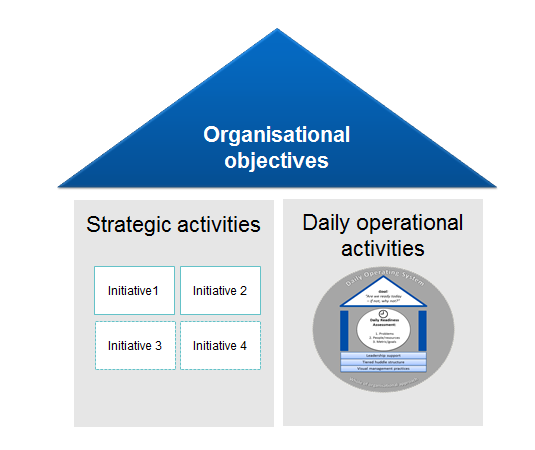 Organisational
objectives
Strategic activities
Initiative1
Initiative 2
Initiative 3
Initiative 4
Daily operational
activities
Daily Operating System
Goal:
"Are we ready today
– if not, why not?"
Daily Readiness
Assessment:
1. Problems
2. People/resources
3. Metrics/goals
Leadership support
Tiered huddle structure
Visual management practices